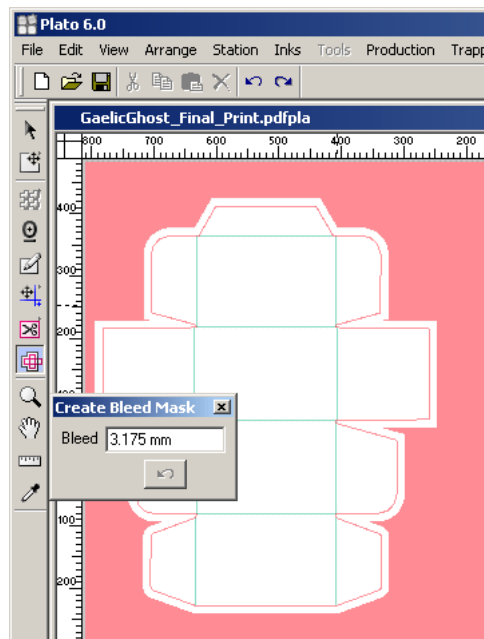 Plato 6.0
File Edit View Arrange Station Inks Tools Production Trapp
GaelicGhost_Final_Print.pdfpla
800 700 600 500 400 300 200
400
300
200
Create Bleed Mask
Bleed 3.175 mm
100
200